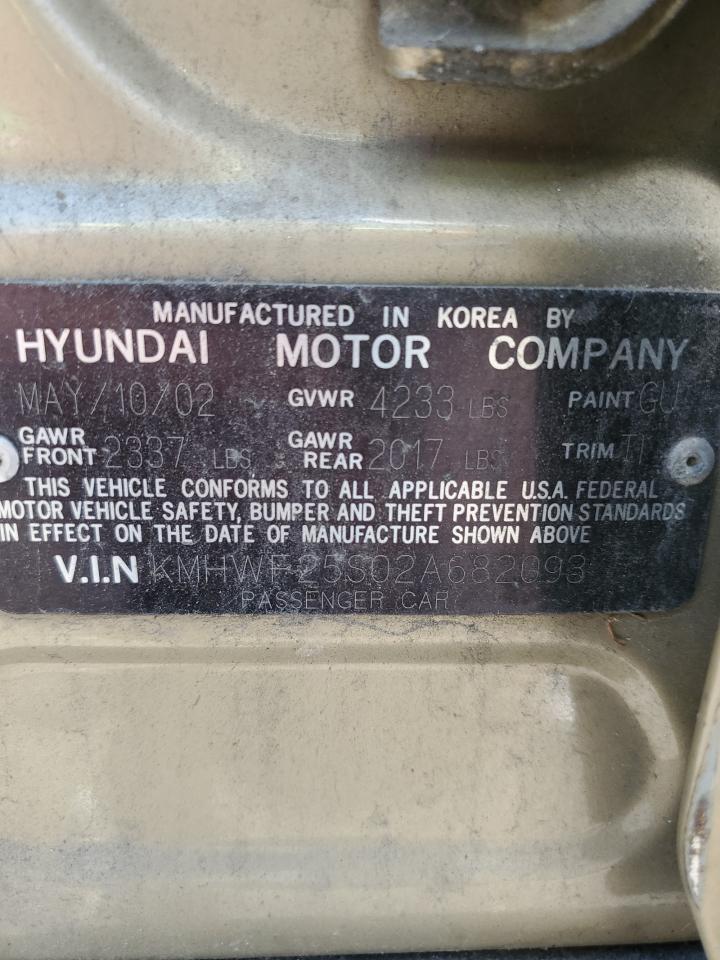 MANUFACTURED IN KOREA BY
HYUNDAI MOTOR COMPANY
MAY/10/02 GVWR 4233 LBS PAINT GU
GAWR FRONT 2337 LBS GAWR REAR 2017 LBS TRIM
THIS VEHICLE CONFORMS TO ALL APPLICABLE U.S.A. FEDERAL
MOTOR VEHICLE SAFETY, BUMPER AND THEFT PREVENTION STANDARDS
IN EFFECT ON THE DATE OF MANUFACTURE SHOWN ABOVE
V.I.N KMHWF25S02A682093
PASSENGER CAR